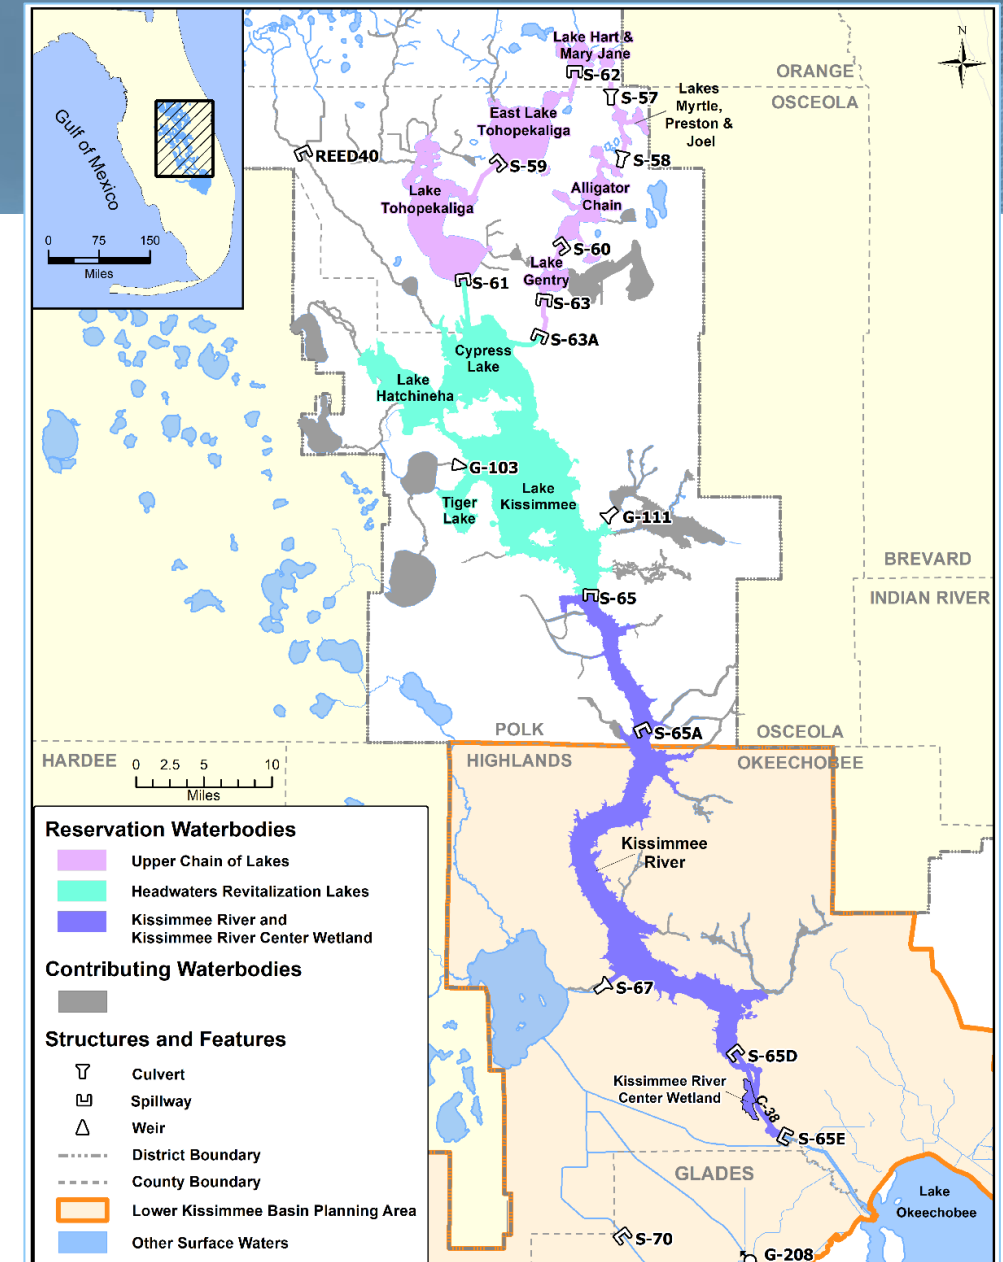 Gulf of Mexico
0 75 150
Miles
N
Lake Hart &
Mary Jane
S-62
ORANGE
OSCEOLA
S-57
Lakes
Myrtle,
Preston &
Joel
East Lake
Tohopekaliga
REED40
S-59
S-58
Lake
Tohopekaliga
Alligator
Chain
S-60
Lake
Gentry
S-61
S-63
S-63A
Cypress
Lake
Lake
Hatchineha
G-103
Lake
Kissimmee
Tiger
Lake
G-111
BREVARD
INDIAN RIVER
S-65
POLK
S-65A
OSCEOLA
HARDEE
HIGHLANDS
OKEECHOBEE
0 2.5 5 10
Miles
Kissimmee
River
S-67
S-65D
Kissimmee River
Center Wetland
C-38
S-65E
GLADES
Lake
Okeechobee
S-70
G-208
Reservation Waterbodies
Upper Chain of Lakes
Headwaters Revitalization Lakes
Kissimmee River and
Kissimmee River Center Wetland
Contributing Waterbodies
Structures and Features
Culvert
Spillway
Weir
District Boundary
County Boundary
Lower Kissimmee Basin Planning Area
Other Surface Waters